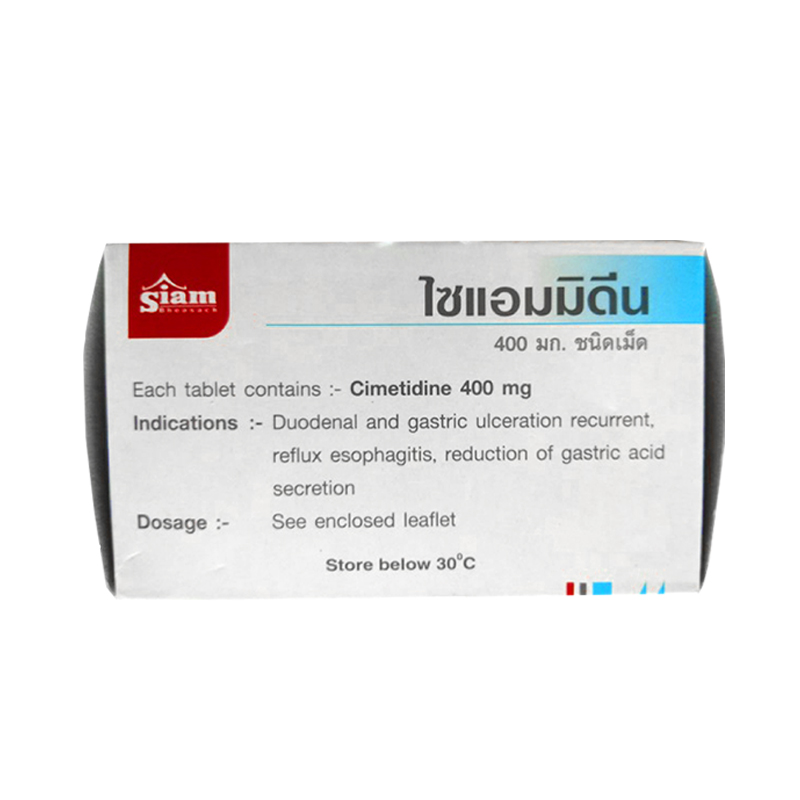 Siam
Bheasach
ไซแอมมิดีน
400 มก. ชนิดเม็ด
Each tablet contains :- Cimetidine 400 mg
Indications :- Duodenal and gastric ulceration recurrent,
reflux esophagitis, reduction of gastric acid
secretion
Dosage :- See enclosed leaflet
Store below 30⁰C